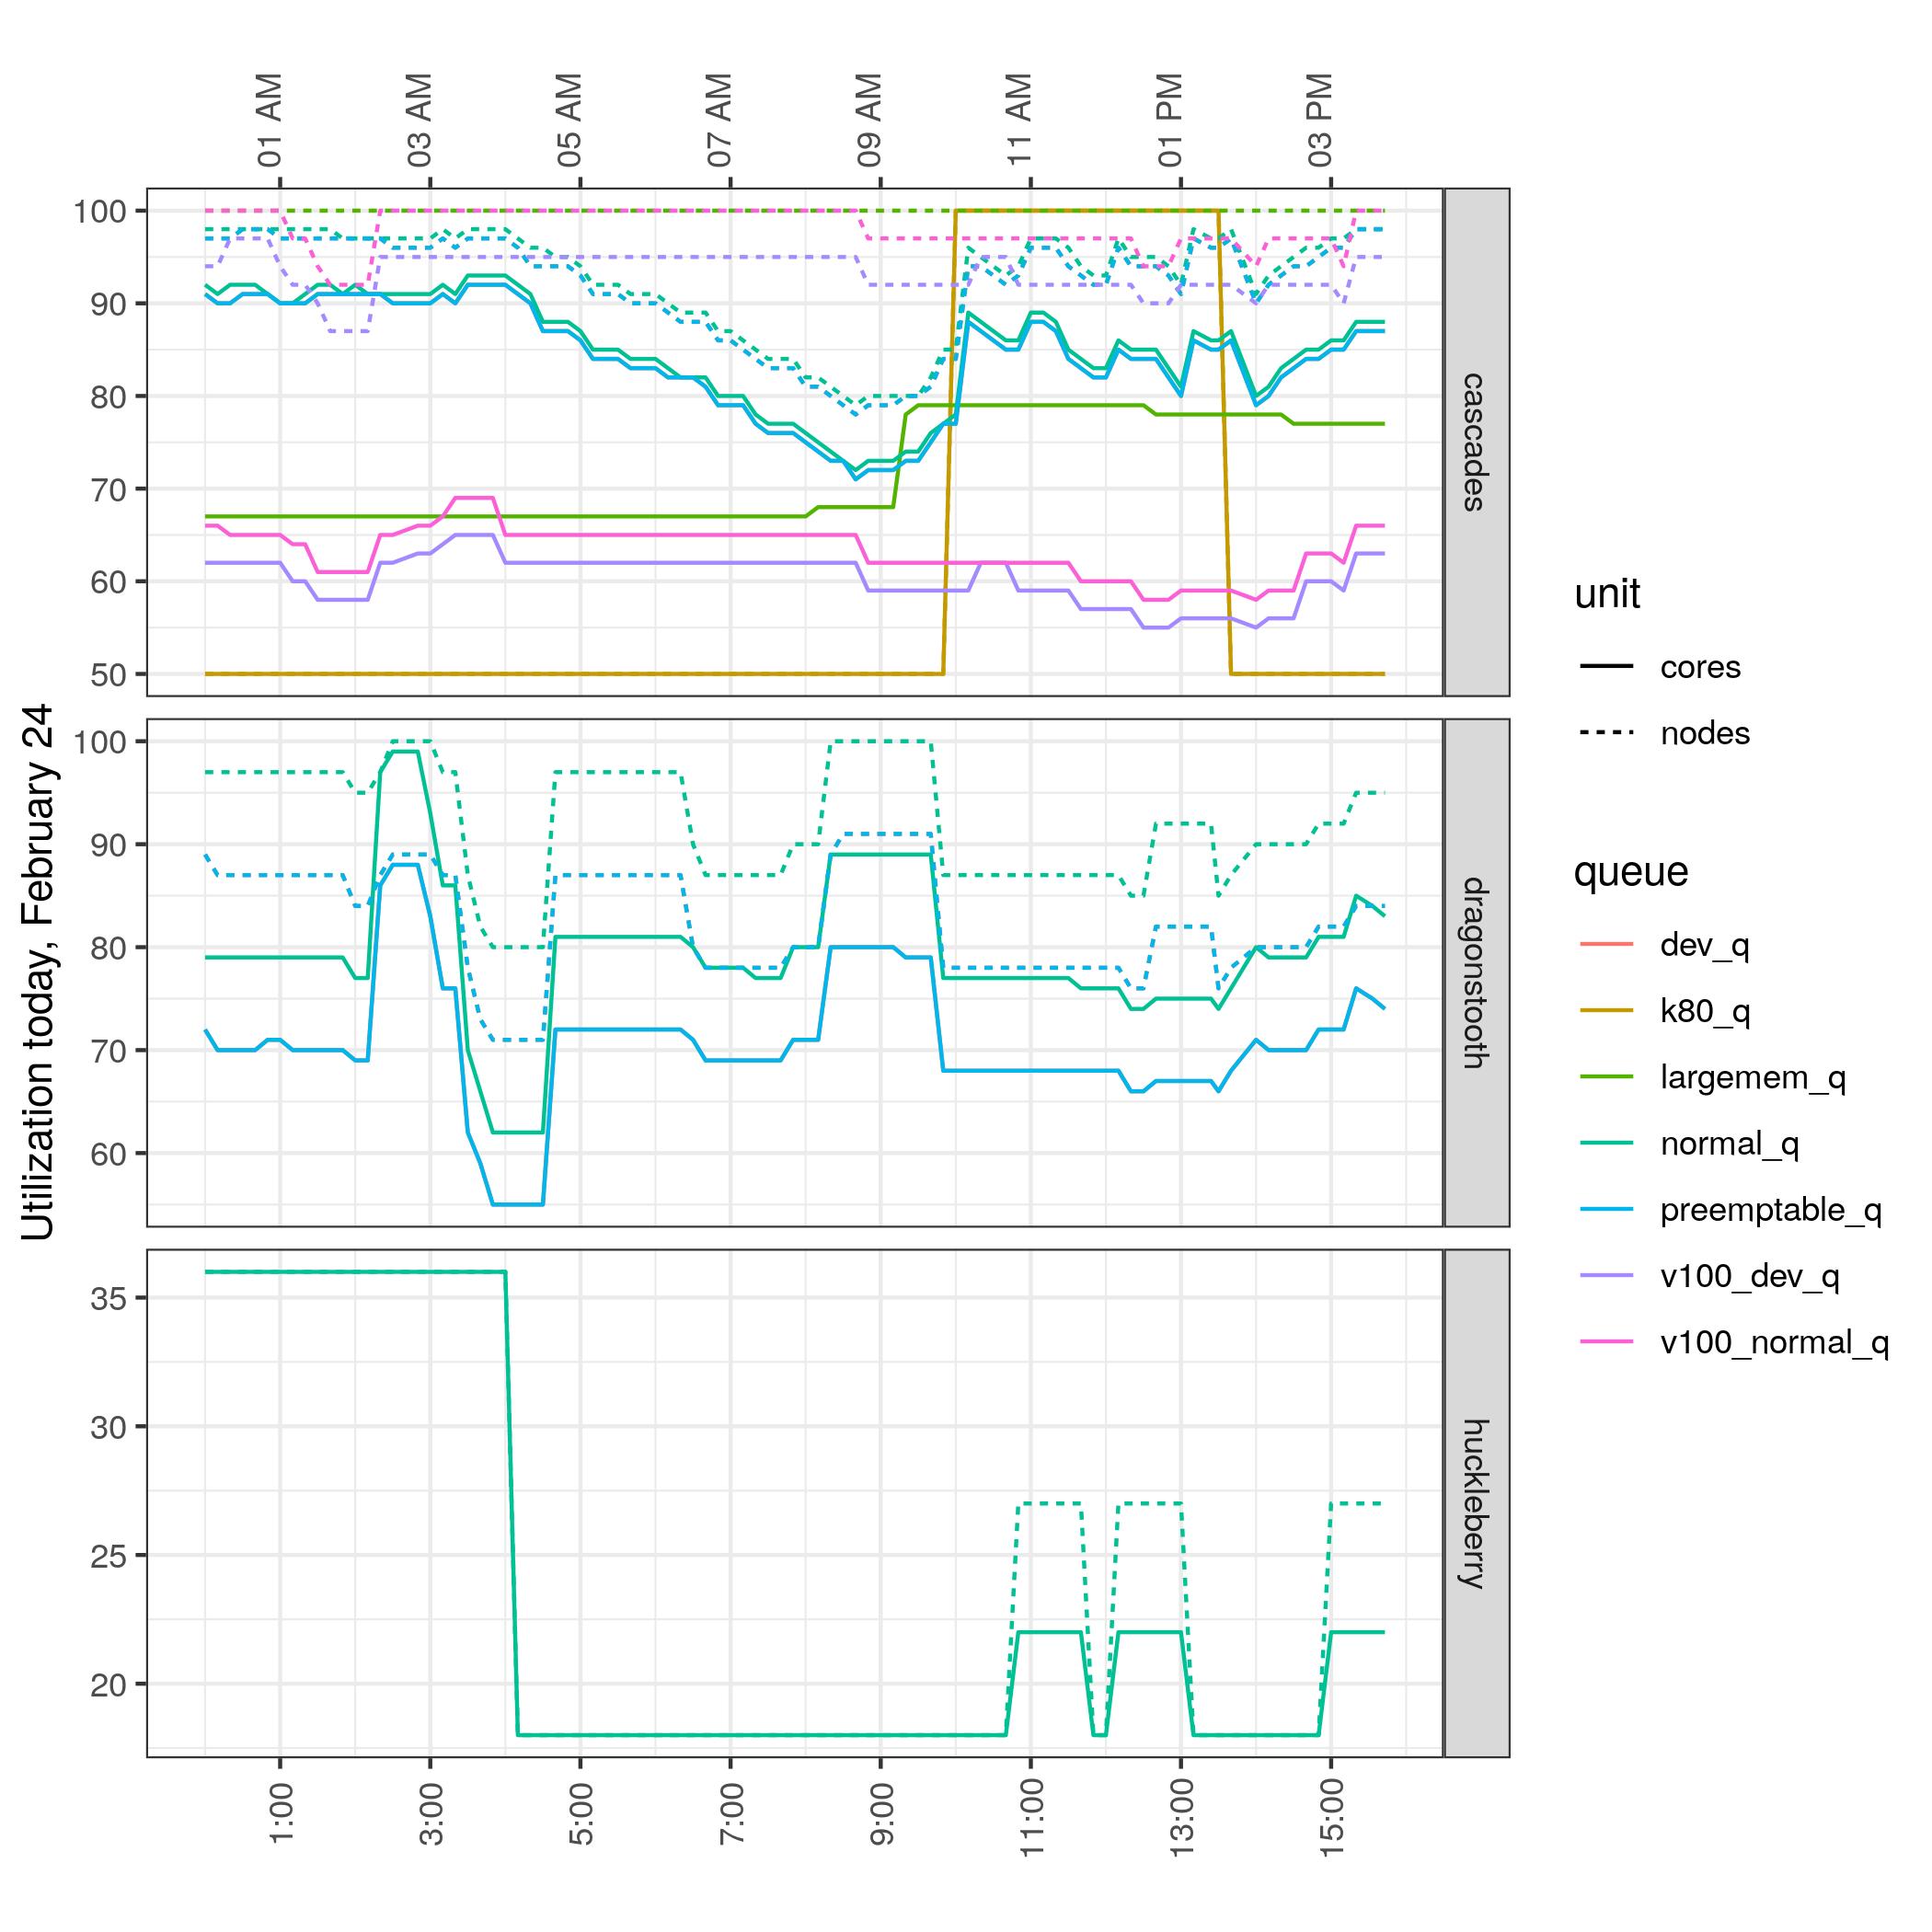 01 AM
03 AM
05 AM
07 AM
09 AM
11 AM
01 PM
03 PM
100
90
80
70
60
50
cascades
100
90
80
70
60
dragonstooth
35
30
25
20
huckleberry
1:00
3:00
5:00
7:00
9:00
11:00
13:00
15:00
Utilization today, February 24
unit
cores
nodes
queue
dev_q
k80_q
largemem_q
normal_q
preemptable_q
v100_dev_q
v100_normal_q